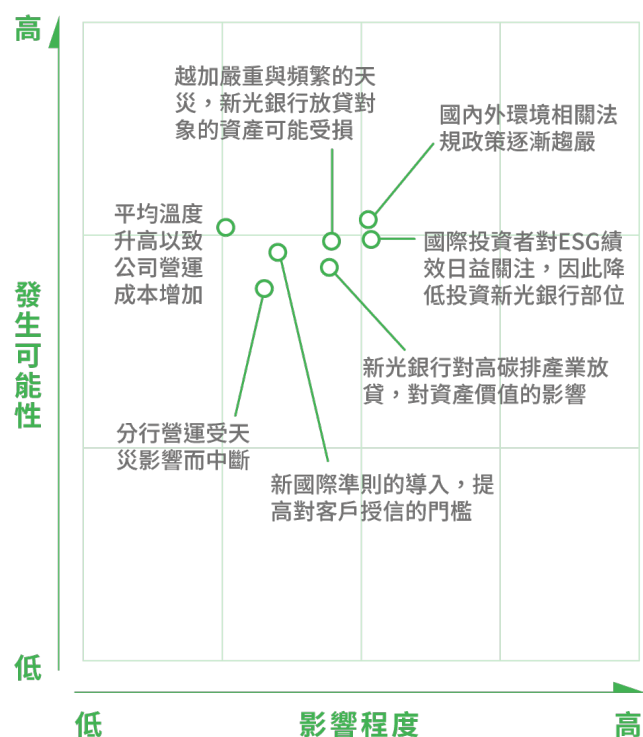 高
越加嚴重與頻繁的天
災，新光銀行放貸對
象的資產可能受損
國內外環境相關法
規政策逐漸趨嚴
平均溫度
升高以致
公司營運
成本增加
國際投資者對ESG績
效日益關注，因此降
低投資新光銀行部位
發生可能性
新光銀行對高碳排產業放
貸，對資產價值的影響
分行營運受天
災影響而中斷
新國際準則的導入，提
高對客戶授信的門檻
低
低
影響程度
高